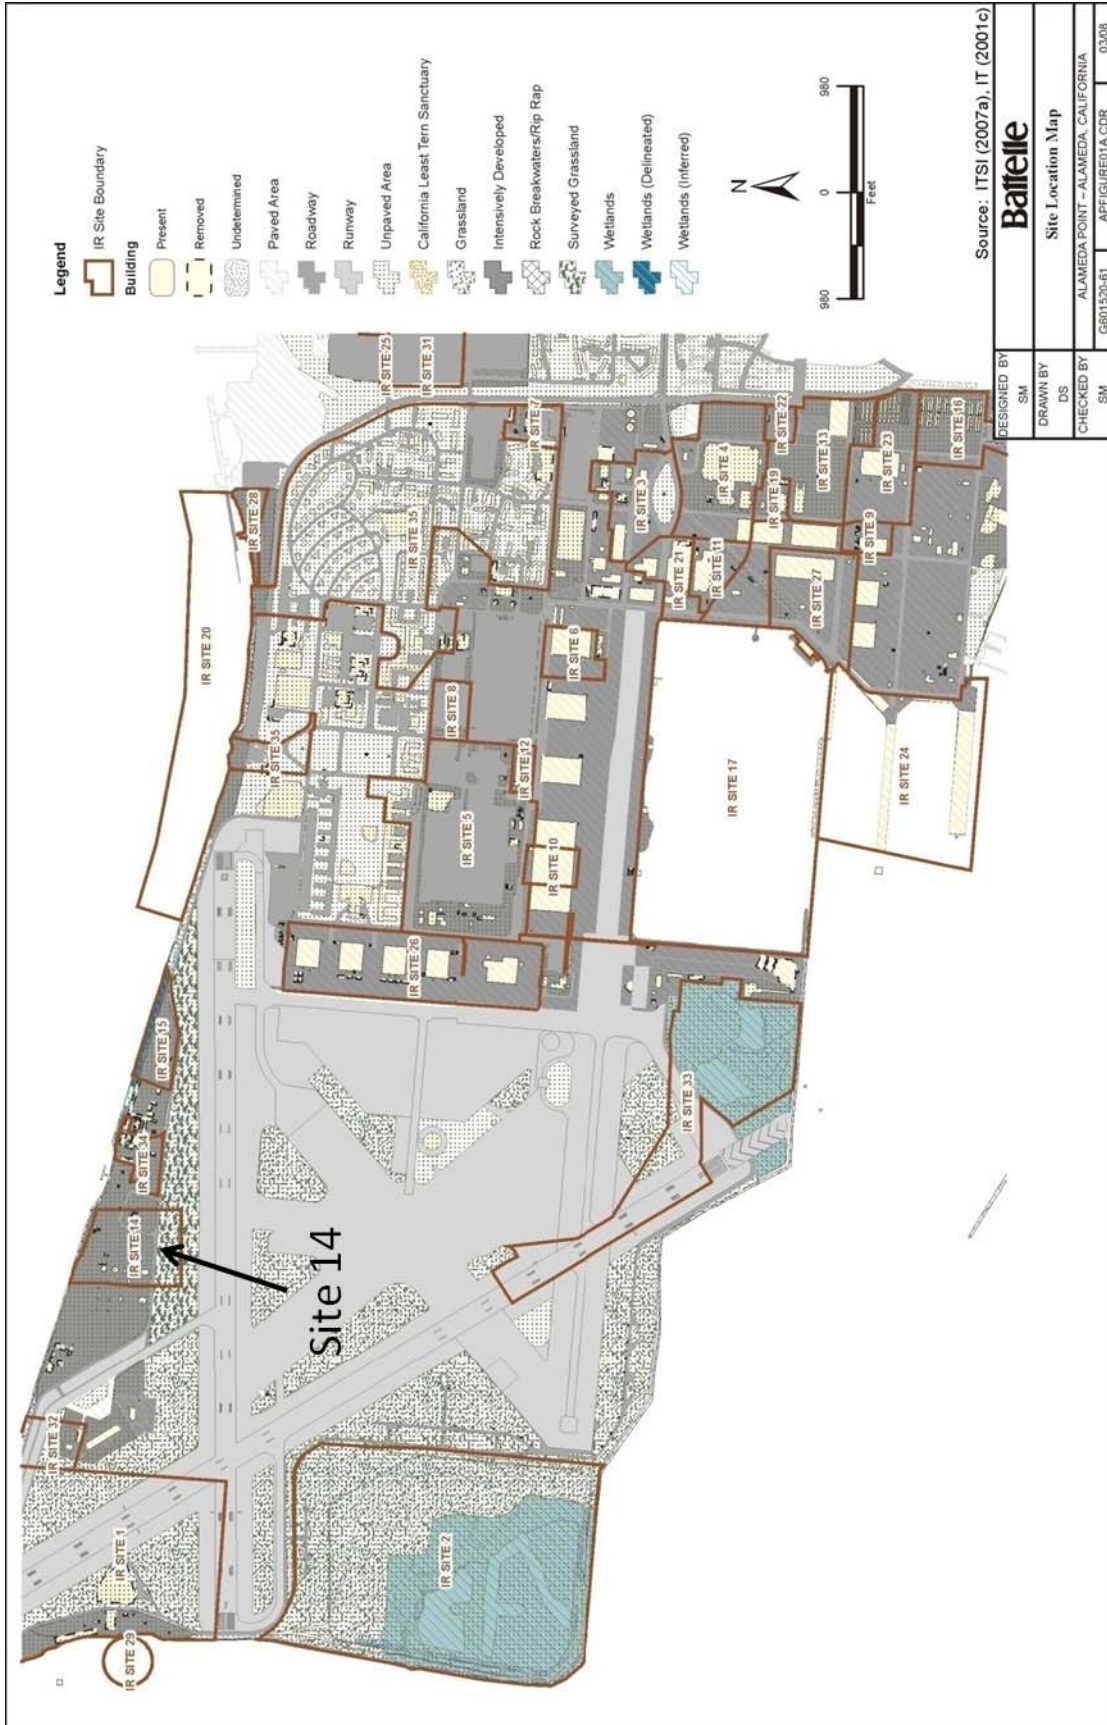 Legend
IR Site Boundary
Building
Present
Removed
Undetermined
Paved Area
Roadway
Runway
Unpaved Area
California Least Tern Sanctuary
Grassland
Intensively Developed
Rock Breakwaters/Rip Rap
Surveyed Grassland
Wetlands
Wetlands (Delineated)
Wetlands (Inferred)
N
980 0 980
Feet
IR SITE 29
IR SITE 1
IR SITE 32
IR SITE 14
Site 14
IR SITE 34
IR SITE 15
IR SITE 20
IR SITE 28
IR SITE 35
IR SITE 35
IR SITE 25
IR SITE 31
IR SITE 26
IR SITE 5
IR SITE 8
IR SITE 12
IR SITE 10
IR SITE 6
IR SITE 7
IR SITE 3
IR SITE 4
IR SITE 21
IR SITE 11
IR SITE 19
IR SITE 22
IR SITE 13
IR SITE 27
IR SITE 9
IR SITE 23
IR SITE 16
IR SITE 17
IR SITE 24
IR SITE 33
IR SITE 2
Source: ITSI (2007a), IT (2001c)
DESIGNED BY
SM
DRAWN BY
DS
CHECKED BY
SM
Battelle
Site Location Map
ALAMEDA POINT – ALAMEDA, CALIFORNIA
G601520-61 APFIGURE01A.CDR 03/08